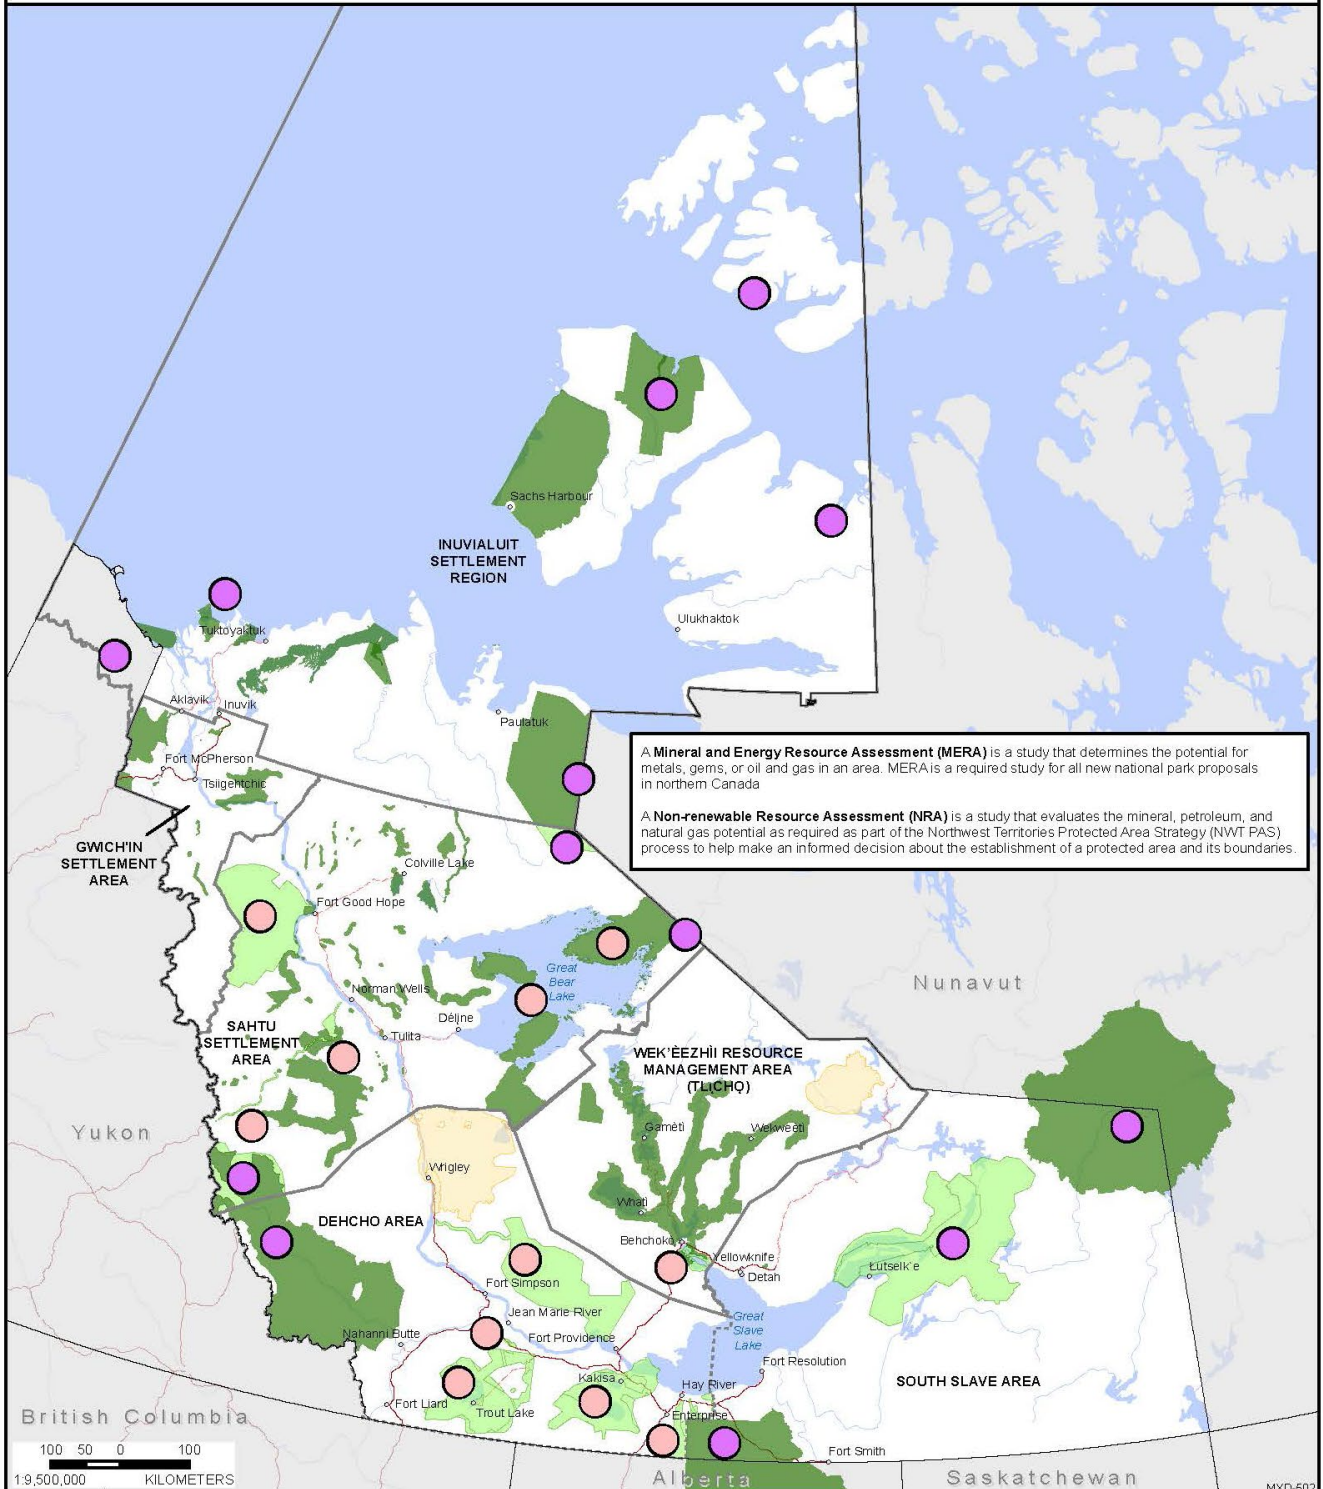 Sachs Harbour
INUVIALUIT
SETTLEMENT
REGION
Ulukhaktok
Tuktoyaktuk
Aklavik
Inuvik
Paulatuk
Fort McPherson
Tsiigehtchic
A Mineral and Energy Resource Assessment (MERA) is a study that determines the potential for
metals, gems, or oil and gas in an area. MERA is a required study for all new national park proposals
in northern Canada
A Non-renewable Resource Assessment (NRA) is a study that evaluates the mineral, petroleum, and
natural gas potential as required as part of the Northwest Territories Protected Area Strategy (NWT PAS)
process to help make an informed decision about the establishment of a protected area and its boundaries.
GWICH'IN
SETTLEMENT
AREA
Colville Lake
Fort Good Hope
Great
Bear
Lake
Nunavut
Norman Wells
Déline
Tulita
SAHTU
SETTLEMENT
AREA
WEK'ÈEZHÌI RESOURCE
MANAGEMENT AREA
(TLICHO)
Yukon
Gamètì
Wekweètì
Wrigley
Whatì
DEHCHO AREA
Behchoko
Yellowknife
Detah
Łutselk'e
Fort Simpson
Jean Marie River
Great
Slave
Lake
Nahanni Butte
Fort Providence
Fort Resolution
Kakisa
Hay River
SOUTH SLAVE AREA
Fort Liard
Trout Lake
Enterprise
British Columbia
Fort Smith
100 50 0 100
1:9,500,000 KILOMETERS
Alberta
Saskatchewan
MXD-502